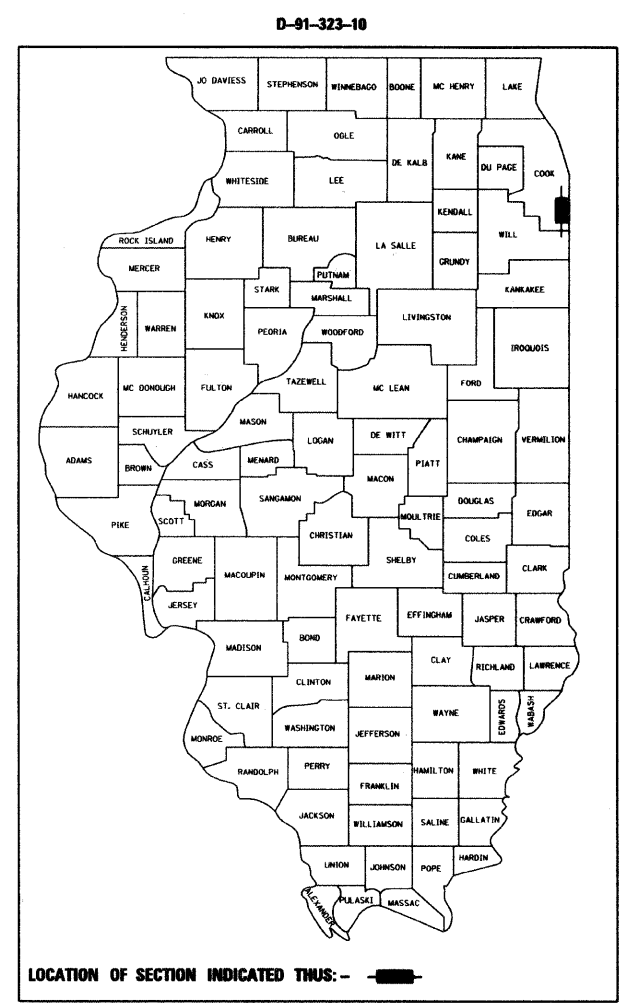 D-91-323-10
JO DAVIESS
STEPHENSON
WINNEBAGO
BOONE
MC HENRY
LAKE
CARROLL
OGLE
DE KALB
KANE
DU PAGE
COOK
WHITESIDE
LEE
KENDALL
WILL
ROCK ISLAND
HENRY
BUREAU
LA SALLE
GRUNDY
MERCER
PUTNAM
STARK
MARSHALL
KANKAKEE
HENDERSON
WARREN
KNOX
PEORIA
WOODFORD
LIVINGSTON
IROQUOIS
HANCOCK
MC DONOUGH
FULTON
TAZEWELL
MC LEAN
FORD
SCHUYLER
MASON
LOGAN
DE WITT
CHAMPAIGN
VERMILION
ADAMS
BROWN
CASS
MENARD
MACON
PIATT
PIKE
SCOTT
MORGAN
SANGAMON
CHRISTIAN
MOULTRIE
DOUGLAS
EDGAR
COLES
CALHOUN
GREENE
MACOUPIN
MONTGOMERY
SHELBY
CUMBERLAND
CLARK
JERSEY
FAYETTE
EFFINGHAM
JASPER
CRAWFORD
MADISON
BOND
CLAY
RICHLAND
LAWRENCE
CLINTON
MARION
ST. CLAIR
WASHINGTON
WAYNE
EDWARDS
WABASH
MONROE
JEFFERSON
RANDOLPH
PERRY
HAMILTON
WHITE
FRANKLIN
JACKSON
WILLIAMSON
SALINE
GALLATIN
UNION
JOHNSON
POPE
HARDIN
ALEXANDER
PULASKI
MASSAC
LOCATION OF SECTION INDICATED THUS: -